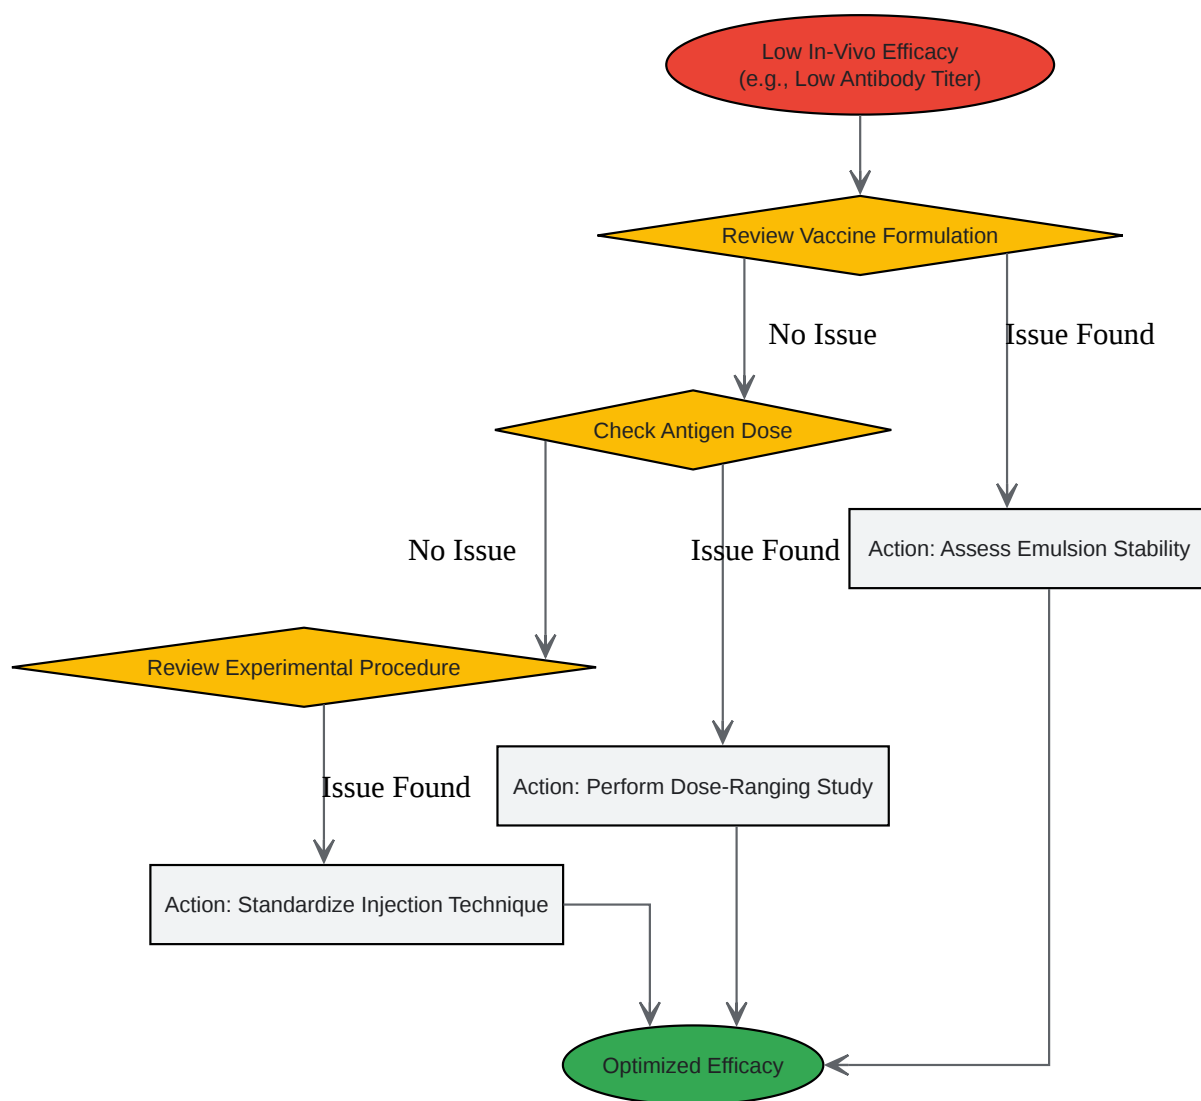 Low In-Vivo Efficacy
(e.g., Low Antibody Titer)
Review Vaccine Formulation
No Issue
Issue Found
Check Antigen Dose
No Issue
Issue Found
Action: Assess Emulsion Stability
Review Experimental Procedure
Issue Found
Action: Perform Dose-Ranging Study
Action: Standardize Injection Technique
Optimized Efficacy